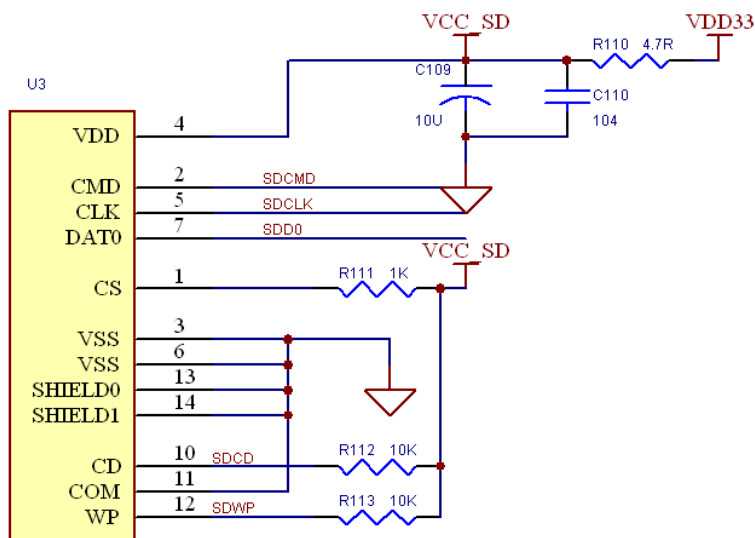 VCC_SD
VDD33
R110 4.7R
C109
U3
C110
10U
104
VDD 4
CMD 2 SDCMD
CLK 5 SDCLK
DAT0 7 SDD0
VCC_SD
CS 1 R111 1K
VSS 3
VSS 6
SHIELD0 13
SHIELD1 14
CD 10 SDCD R112 10K
COM 11
WP 12 SDWP R113 10K